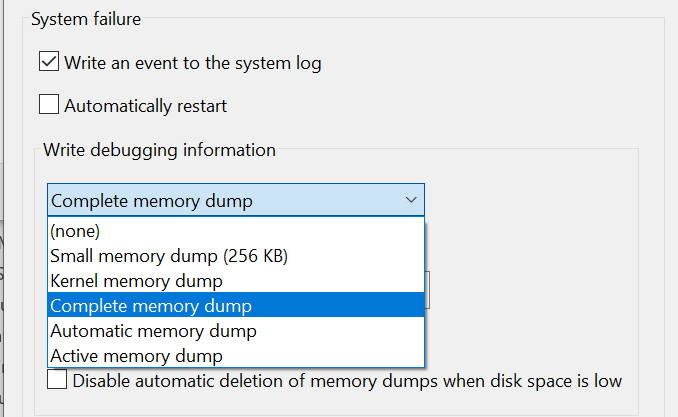 System failure
Write an event to the system log
Automatically restart
Write debugging information
Complete memory dump
(none)
Small memory dump (256 KB)
Kernel memory dump
Complete memory dump
Automatic memory dump
Active memory dump
Disable automatic deletion of memory dumps when disk space is low